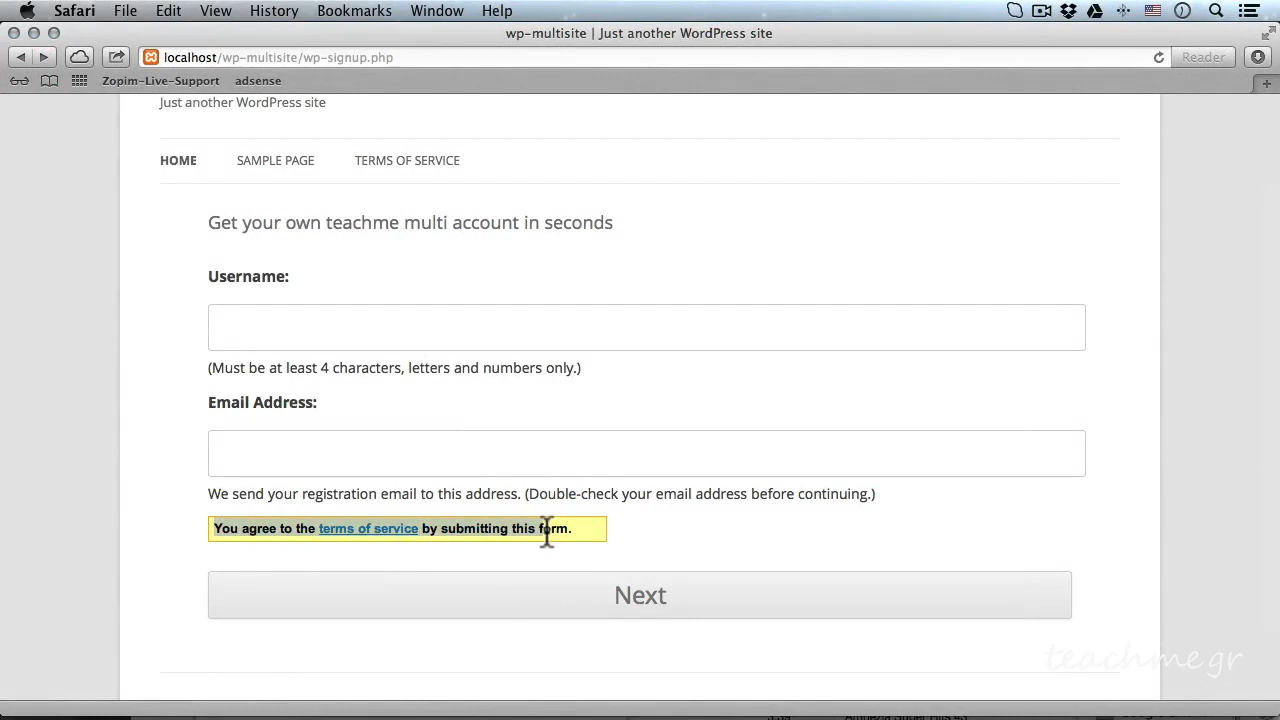 Safari File Edit View History Bookmarks Window Help
wp-multisite | Just another WordPress site
localhost/wp-multisite/wp-signup.php
Reader
Zopim-Live-Support adsense
Just another WordPress site
HOME SAMPLE PAGE TERMS OF SERVICE
Get your own teachme multi account in seconds
Username:
(Must be at least 4 characters, letters and numbers only.)
Email Address:
We send your registration email to this address. (Double-check your email address before continuing.)
You agree to the terms of service by submitting this form.
Next
teachme.gr